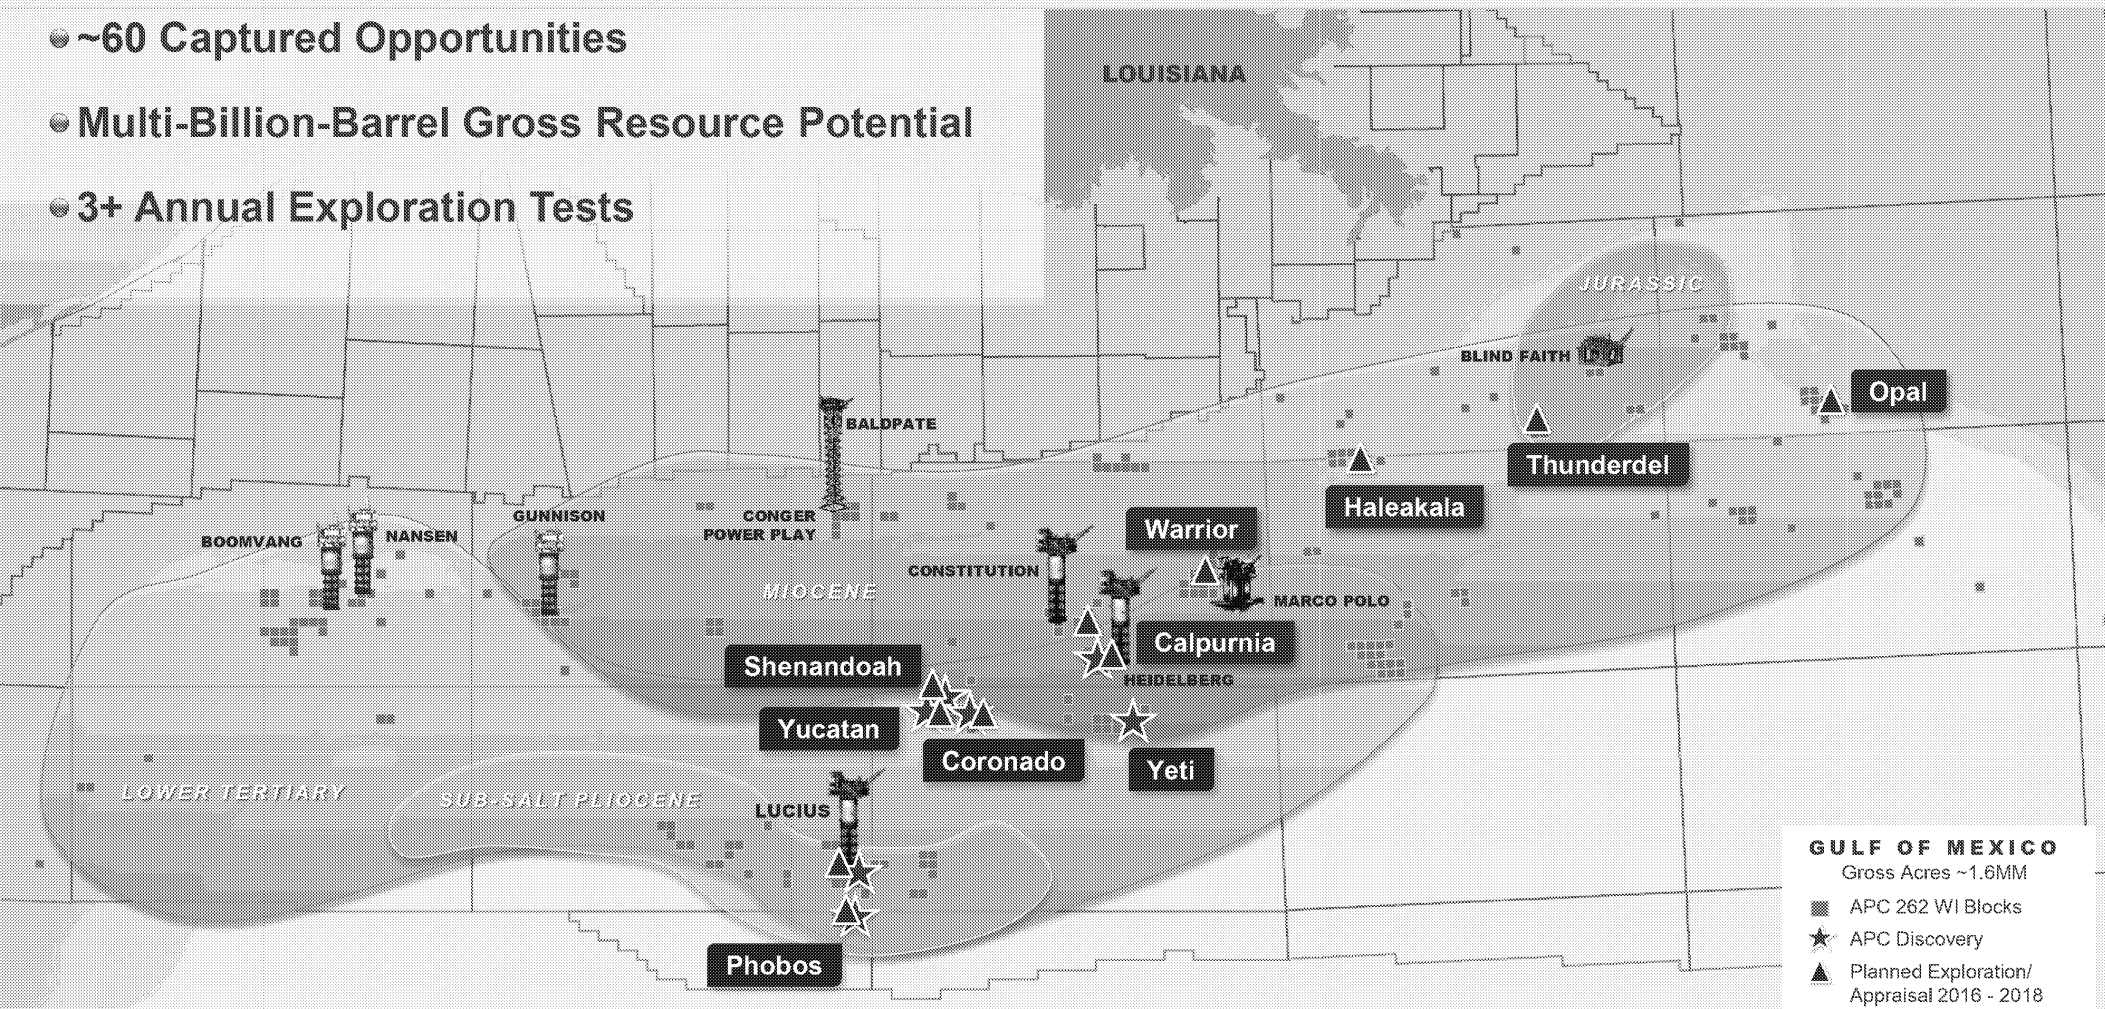 ~60 Captured Opportunities
Multi-Billion-Barrel Gross Resource Potential
3+ Annual Exploration Tests
LOUISIANA
JURASSIC
BLIND FAITH
Opal
BALDPATE
Thunderdel
Haleakala
GUNNISON
CONGER
POWER PLAY
Warrior
BOOMVANG
NANSEN
CONSTITUTION
MIOCENE
MARCO POLO
Calpurnia
Shenandoah
HEIDELBERG
Yucatan
Coronado
Yeti
LOWER TERTIARY
SUB-SALT PLIOCENE
LUCIUS
Phobos
GULF OF MEXICO
Gross Acres ~1.6MM
APC 262 WI Blocks
APC Discovery
Planned Exploration/
Appraisal 2016 - 2018